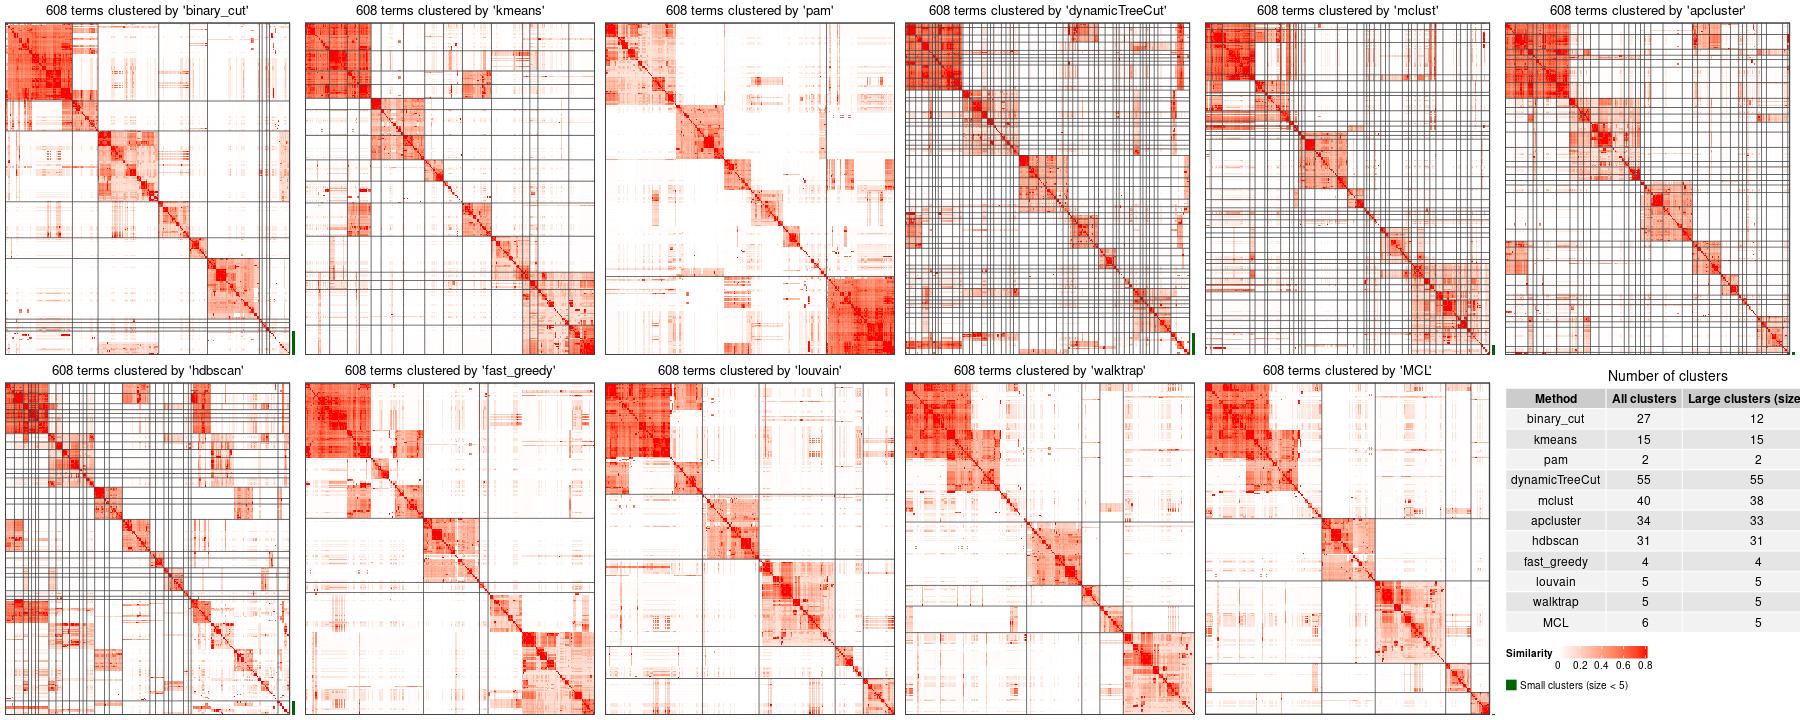 608 terms clustered by 'binary_cut'
608 terms clustered by 'kmeans'
608 terms clustered by 'pam'
608 terms clustered by 'dynamicTreeCut'
608 terms clustered by 'mclust'
608 terms clustered by 'apcluster'
608 terms clustered by 'hdbscan'
608 terms clustered by 'fast_greedy'
608 terms clustered by 'louvain'
608 terms clustered by 'walktrap'
608 terms clustered by 'MCL'
Number of clusters
Method All clusters Large clusters (size
binary_cut 27 12
kmeans 15 15
pam 2 2
dynamicTreeCut 55 55
mclust 40 38
apcluster 34 33
hdbscan 31 31
fast_greedy 4 4
louvain 5 5
walktrap 5 5
MCL 6 5
Similarity
0 0.2 0.4 0.6 0.8
Small clusters (size < 5)